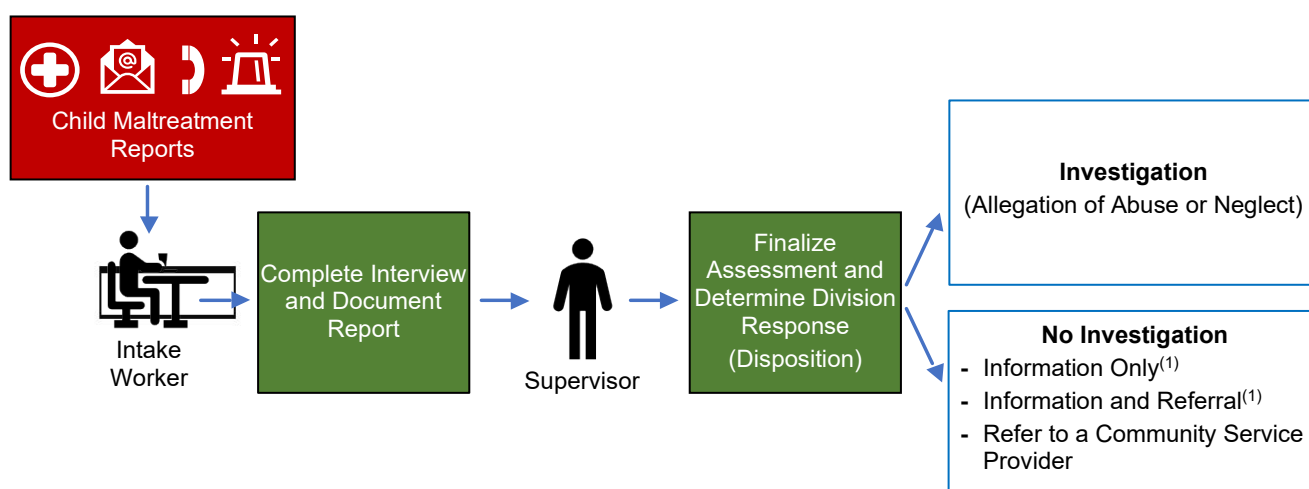 @
Child Maltreatment
Reports
Intake
Worker
Complete Interview
and Document
Report
Supervisor
Finalize
Assessment and
Determine Division
Response
(Disposition)
Investigation
(Allegation of Abuse or Neglect)
No Investigation
- Information Only(1)
- Information and Referral(1)
- Refer to a Community Service
Provider